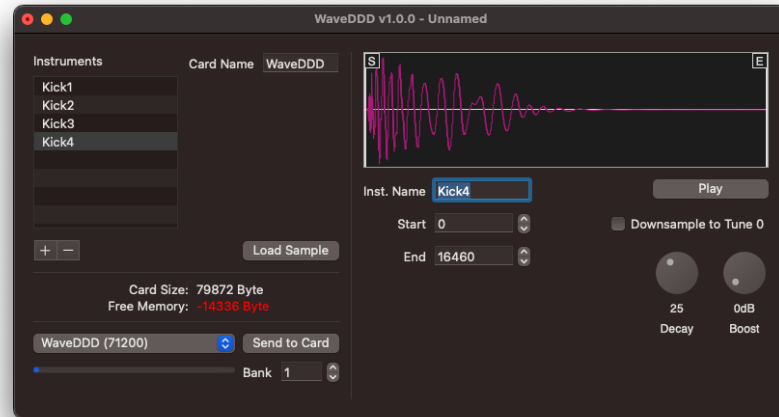 WaveDDD v1.0.0 - Unnamed
Instruments
Card Name WaveDDD
Kick1
Kick2
Kick3
Kick4
+ −
Load Sample
Card Size: 79872 Byte
Free Memory: -14336 Byte
WaveDDD (71200)
Send to Card
Bank 1
S E
Inst. Name Kick4
Play
Start 0
Downsample to Tune 0
End 16460
25 0dB
Decay Boost